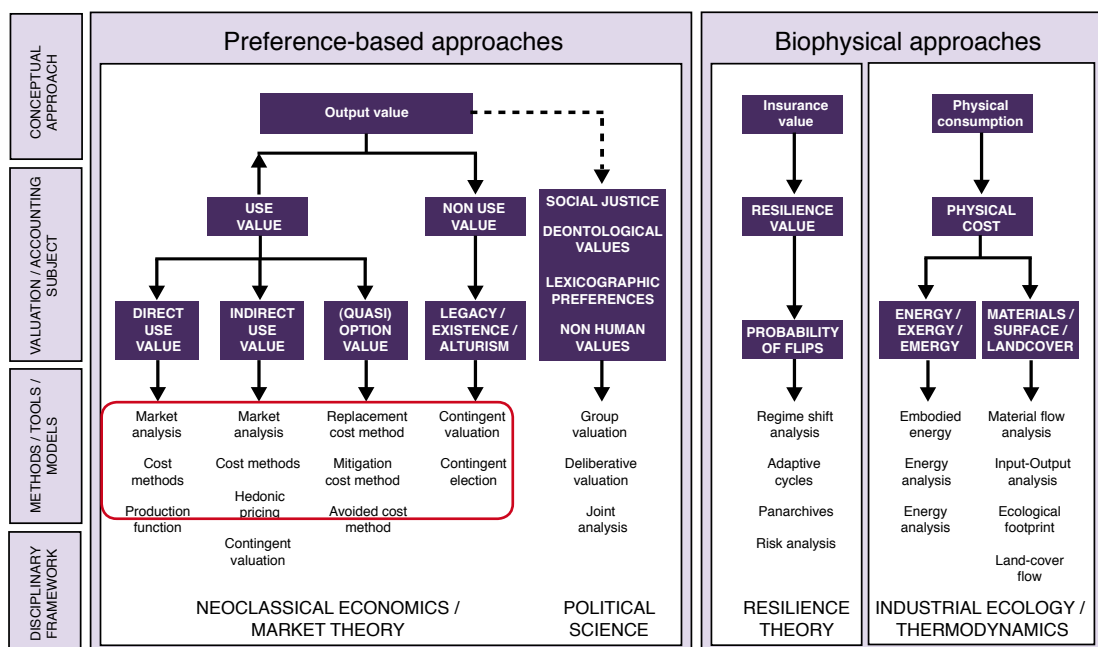 CONCEPTUAL
APPROACH
VALUATION / ACCOUNTING
SUBJECT
METHODS / TOOLS /
MODELS
DISCIPLINARY
FRAMEWORK
Preference-based approaches
Output value
USE
VALUE
NON USE
VALUE
SOCIAL JUSTICE
DEONTOLOGICAL
VALUES
LEXICOGRAPHIC
PREFERENCES
NON HUMAN
VALUES
DIRECT
USE
VALUE
INDIRECT
USE
VALUE
(QUASI)
OPTION
VALUE
LEGACY /
EXISTENCE /
ALTURISM
Market
analysis
Cost
methods
Production
function
Market
analysis
Cost methods
Hedonic
pricing
Contingent
valuation
Replacement
cost method
Mitigation
cost method
Avoided cost
method
Contingent
valuation
Contingent
election
Group
valuation
Deliberative
valuation
Joint
analysis
NEOCLASSICAL ECONOMICS /
MARKET THEORY
POLITICAL
SCIENCE
Biophysical approaches
Insurance
value
RESILIENCE
VALUE
PROBABILITY
OF FLIPS
Regime shift
analysis
Adaptive
cycles
Panarchives
Risk analysis
RESILIENCE
THEORY
Physical
consumption
PHYSICAL
COST
ENERGY /
EXERGY /
EMERGY
MATERIALS /
SURFACE /
LANDCOVER
Embodied
energy
Energy
analysis
Energy
analysis
Material flow
analysis
Input-Output
analysis
Ecological
footprint
Land-cover
flow
INDUSTRIAL ECOLOGY /
THERMODYNAMICS